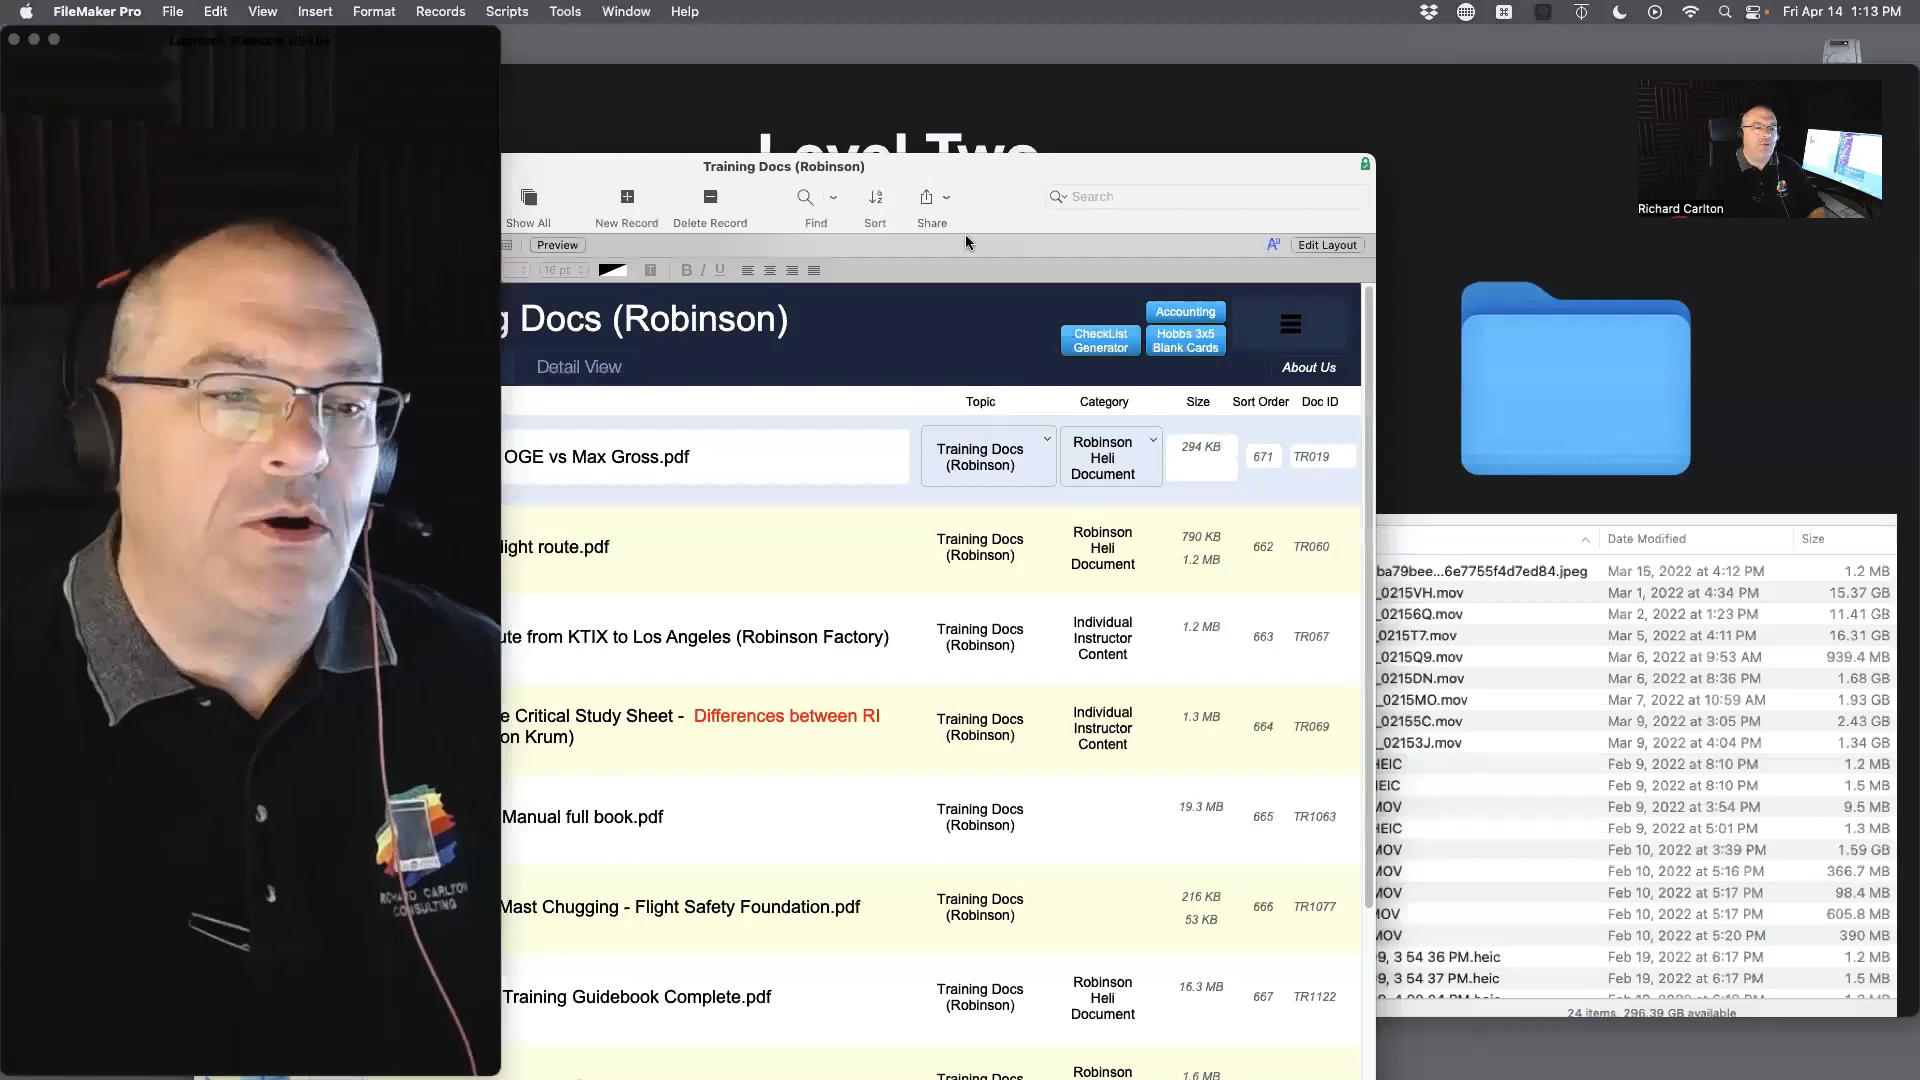 FileMaker Pro File Edit View Insert Format Records Scripts Tools Window Help
Fri Apr 14 1:13 PM
Level Two
Richard Carlton
Training Docs (Robinson)
Show All New Record Delete Record Find Sort Share
Search
Preview
Aa Edit Layout
16 pt B I U
g Docs (Robinson)
Detail View
Accounting
CheckList
Generator
Hobbs 3x5
Blank Cards
About Us
Topic Category Size Sort Order Doc ID
OGE vs Max Gross.pdf
Training Docs
(Robinson)
Robinson
Heli
Document
294 KB
671
TR019
light route.pdf
Training Docs
(Robinson)
Robinson
Heli
Document
790 KB
1.2 MB
662
TR060
ute from KTIX to Los Angeles (Robinson Factory)
Training Docs
(Robinson)
Individual
Instructor
Content
1.2 MB
663
TR067
e Critical Study Sheet - Differences between RI
on Krum)
Training Docs
(Robinson)
Individual
Instructor
Content
1.3 MB
664
TR069
Manual full book.pdf
Training Docs
(Robinson)
19.3 MB
665
TR1063
Mast Chugging - Flight Safety Foundation.pdf
Training Docs
(Robinson)
216 KB
53 KB
666
TR1077
Training Guidebook Complete.pdf
Training Docs
(Robinson)
Robinson
Heli
Document
16.3 MB
667
TR1122
Training Docs
Robinson
1.6 MB
Date Modified Size
ba79bee...6e7755f4d7ed84.jpeg Mar 15, 2022 at 4:12 PM 1.2 MB
_0215VH.mov Mar 1, 2022 at 4:34 PM 15.37 GB
_02156Q.mov Mar 2, 2022 at 1:23 PM 11.41 GB
_0215T7.mov Mar 5, 2022 at 4:11 PM 16.31 GB
_0215Q9.mov Mar 6, 2022 at 9:53 AM 939.4 MB
_0215DN.mov Mar 6, 2022 at 8:36 PM 1.68 GB
_0215MO.mov Mar 7, 2022 at 10:59 AM 1.93 GB
_02155C.mov Mar 9, 2022 at 3:05 PM 2.43 GB
_02153J.mov Mar 9, 2022 at 4:04 PM 1.34 GB
HEIC Feb 9, 2022 at 8:10 PM 1.2 MB
HEIC Feb 9, 2022 at 8:10 PM 1.5 MB
MOV Feb 9, 2022 at 3:54 PM 9.5 MB
HEIC Feb 9, 2022 at 5:01 PM 1.3 MB
MOV Feb 10, 2022 at 3:39 PM 1.59 GB
MOV Feb 10, 2022 at 5:16 PM 366.7 MB
MOV Feb 10, 2022 at 5:17 PM 98.4 MB
MOV Feb 10, 2022 at 5:17 PM 605.8 MB
MOV Feb 10, 2022 at 5:20 PM 390 MB
9, 3 54 36 PM.heic Feb 19, 2022 at 6:17 PM 1.2 MB
9, 3 54 37 PM.heic Feb 19, 2022 at 6:17 PM 1.5 MB
24 items, 296.39 GB available
RICHARD CARLTON
CONSULTING